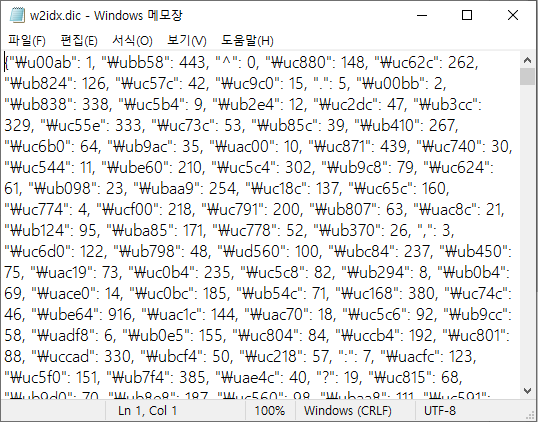 w2idx.dic - Windows 메모장
파일(F) 편집(E) 서식(O) 보기(V) 도움말(H)
{"₩u00ab": 1, "₩ubb58": 443, "^": 0, "₩uc880": 148, "₩uc62c": 262,
"₩ub824": 126, "₩uc57c": 42, "₩uc9c0": 15, ".": 5, "₩u00bb": 2,
"₩ub838": 338, "₩uc5b4": 9, "₩ub2e4": 12, "₩uc2dc": 47, "₩ub3cc":
329, "₩uc55e": 333, "₩uc73c": 53, "₩ub85c": 39, "₩ub410": 267,
"₩uc6b0": 64, "₩ub9ac": 35, "₩uac00": 10, "₩uc871": 439, "₩uc740": 30,
"₩uc544": 11, "₩ube60": 210, "₩uc5c4": 302, "₩ub9c8": 79, "₩uc624":
61, "₩ub098": 23, "₩ubaa9": 254, "₩uc18c": 137, "₩uc65c": 160,
"₩uc774": 4, "₩ucf00": 218, "₩uc791": 200, "₩ub807": 63, "₩uac8c": 21,
"₩ub124": 95, "₩uba85": 171, "₩uc778": 52, "₩ub370": 26, ",": 3,
"₩uc6d0": 122, "₩ub798": 48, "₩ud560": 100, "₩ubc84": 237, "₩ub450":
75, "₩uac19": 73, "₩uc0b4": 235, "₩uc5c8": 82, "₩ub294": 8, "₩ub0b4":
69, "₩uace0": 14, "₩uc0bc": 185, "₩ub54c": 71, "₩uc168": 380, "₩uc74c":
46, "₩ube64": 916, "₩uac1c": 144, "₩uac70": 18, "₩uc5c6": 92, "₩ub9cc":
58, "₩uadf8": 6, "₩ub0e5": 155, "₩uc804": 84, "₩uccb4": 192, "₩uc801":
88, "₩uccad": 330, "₩ubcf4": 50, "₩uc218": 57, ":": 7, "₩uacfc": 123,
"₩uc5f0": 151, "₩ub7f4": 385, "₩uae4c": 40, "?": 19, "₩uc815": 68,
"₩ub9d0": 70, "₩ub8e8": 187, "₩uc560": 98, "₩ubaa8": 111, "₩uc591":
Ln 1, Col 1 100% Windows (CRLF) UTF-8